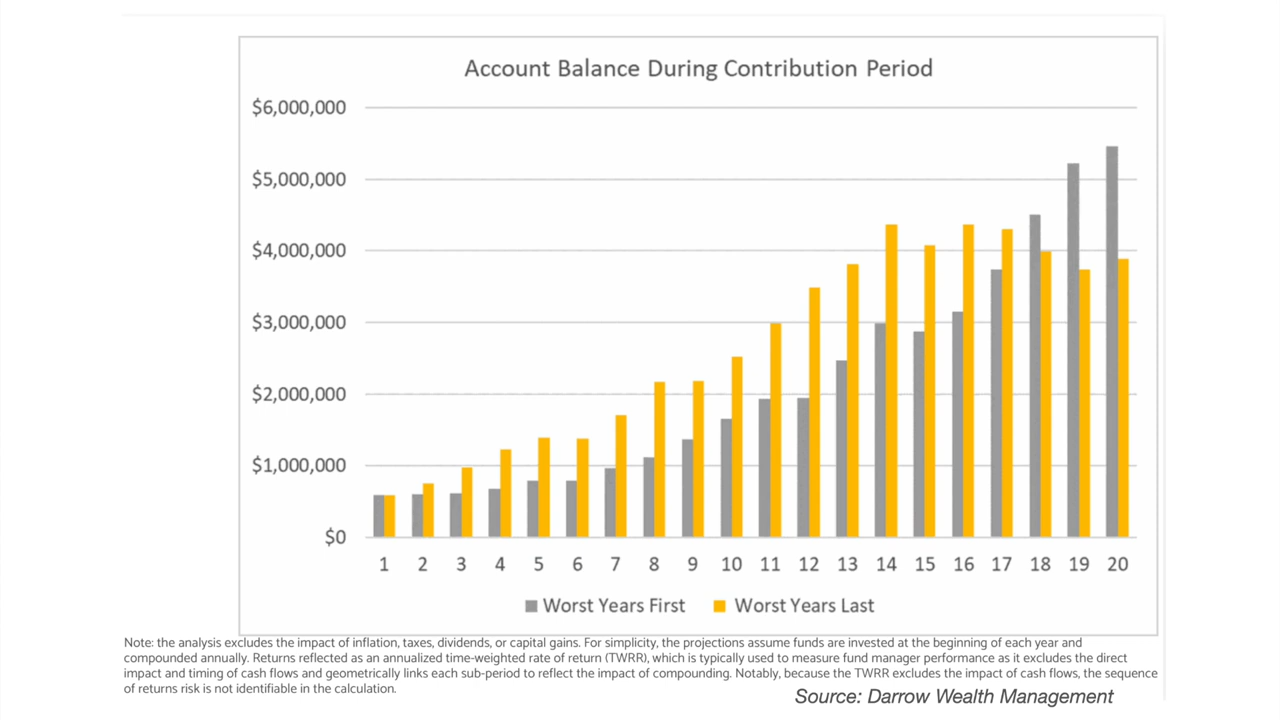 Account Balance During Contribution Period
$6,000,000
$5,000,000
$4,000,000
$3,000,000
$2,000,000
$1,000,000
$0
1 2 3 4 5 6 7 8 9 10 11 12 13 14 15 16 17 18 19 20
Worst Years First Worst Years Last
Note: the analysis excludes the impact of inflation, taxes, dividends, or capital gains. For simplicity, the projections assume funds are invested at the beginning of each year and
compounded annually. Returns reflected as an annualized time-weighted rate of return (TWRR), which is typically used to measure fund manager performance as it excludes the direct
impact and timing of cash flows and geometrically links each sub-period to reflect the impact of compounding. Notably, because the TWRR excludes the impact of cash flows, the sequence
of returns risk is not identifiable in the calculation.
Source: Darrow Wealth Management